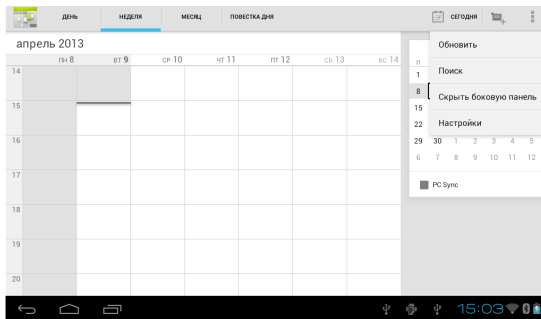 ДЕНЬ НЕДЕЛЯ МЕСЯЦ ПОВЕСТКА ДНЯ СЕГОДНЯ
апрель 2013
ПН 8 ВТ 9 СР 10 ЧТ 11 ПТ 12 СБ 13 ВС 14
Обновить
Поиск
Скрыть боковую панель
Настройки
П
14
15
16
17
18
19
20
1
8
15
22
29 30 1 2 3 4 5
6 7 8 9 10 11 12
PC Sync
15:03